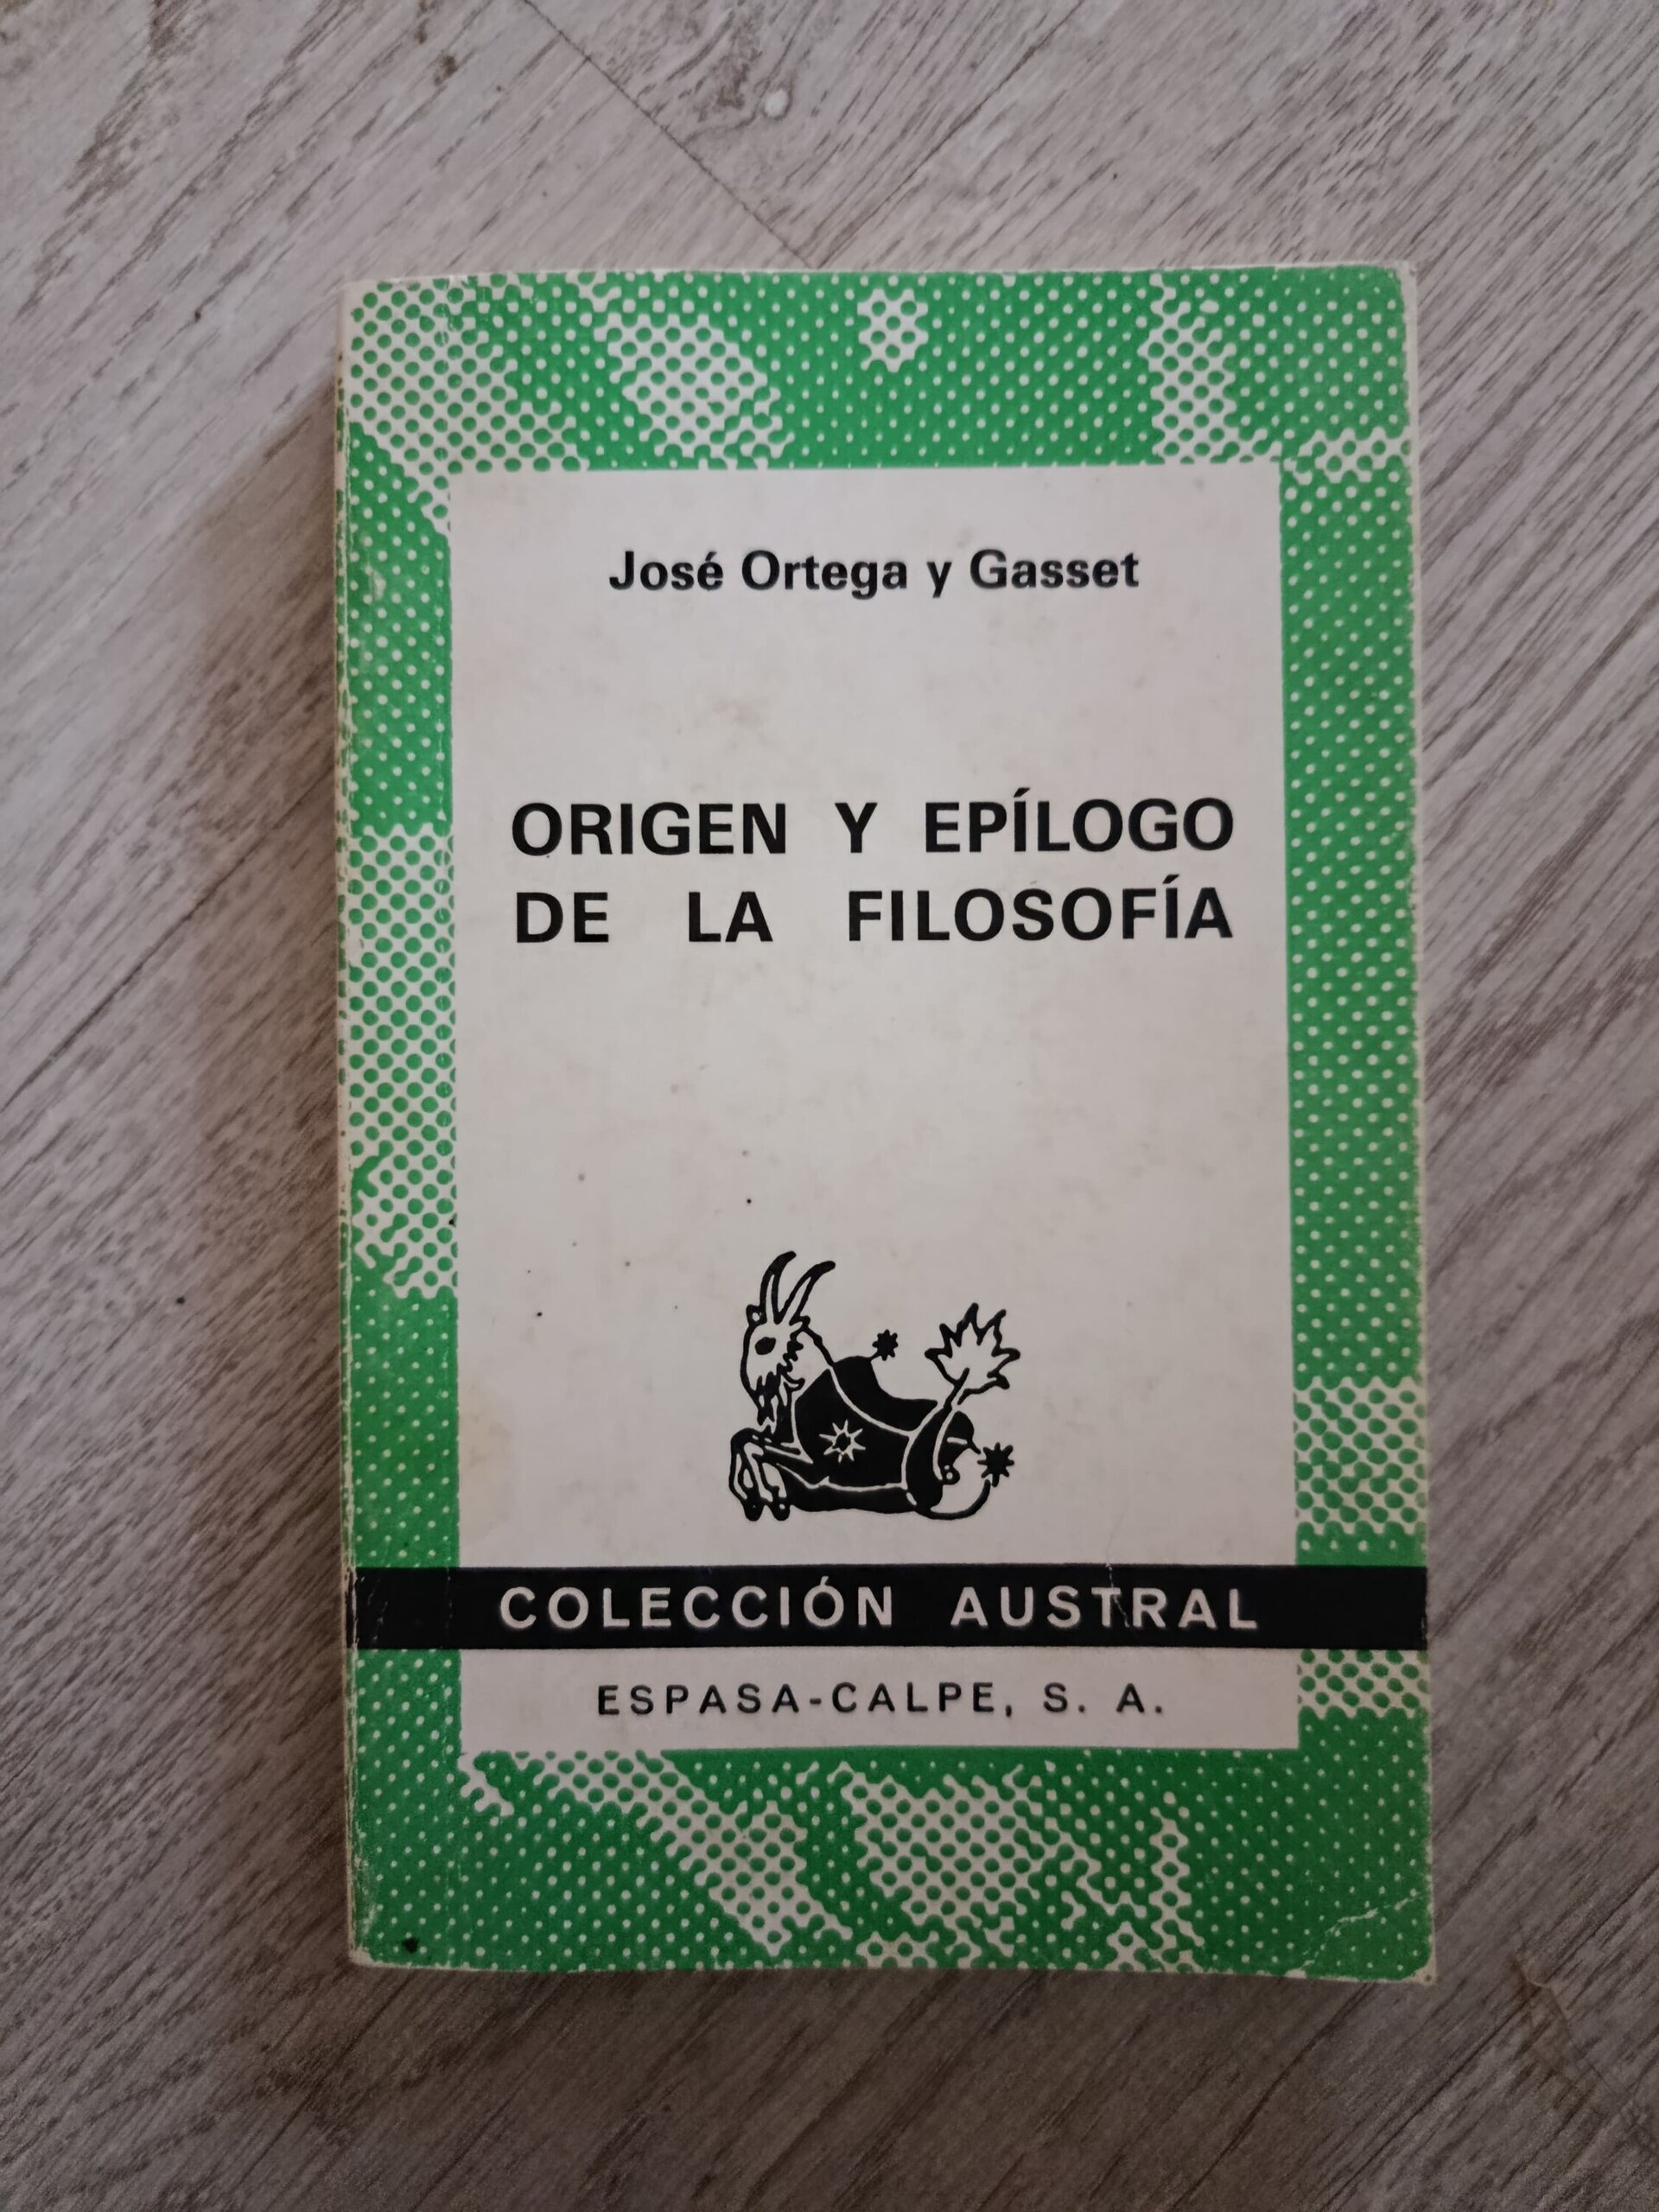 José Ortega y Gasset
ORIGEN Y EPÍLOGO
DE LA FILOSOFÍA
COLECCIÓN AUSTRAL
ESPASA-CALPE, S. A.